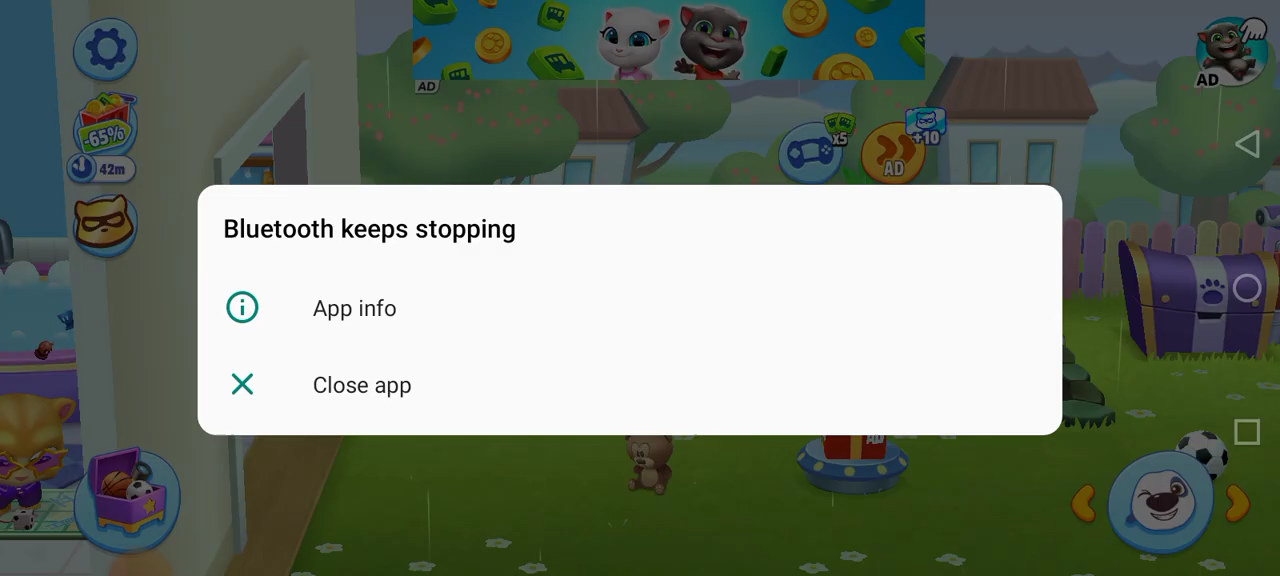 AD
AD
-65%
x5
+10
AD
42m
Bluetooth keeps stopping
App info
Close app
AD